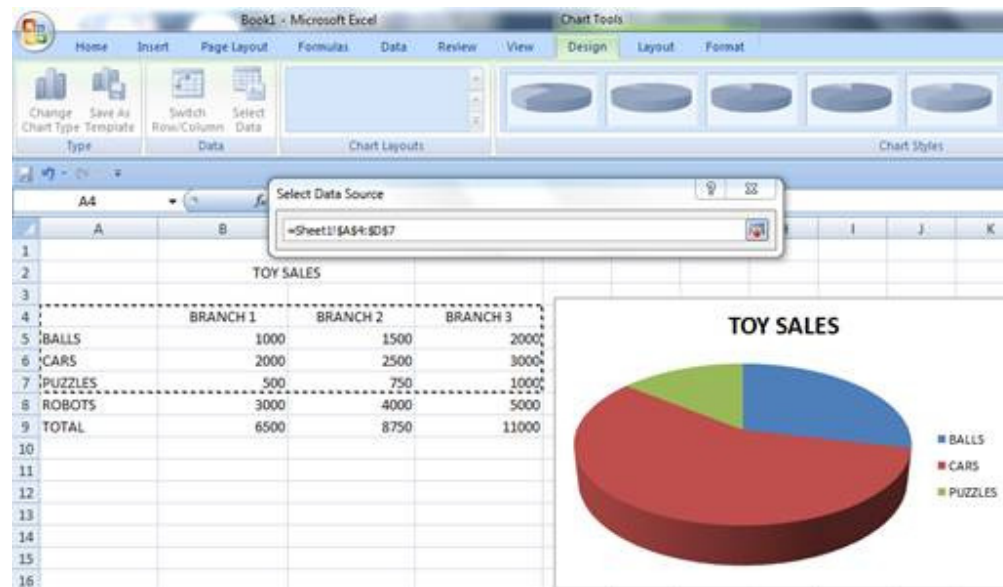 Book1 - Microsoft Excel Chart Tools
Home Insert Page Layout Formulas Data Review View Design Layout Format
Change Chart Type Save As Template Switch Row/Column Select Data
Type Data Chart Layouts Chart Styles
A4
Select Data Source
=Sheet1!$A$4:$D$7
A B I J K
1
2 TOY SALES
3
4 BRANCH 1 BRANCH 2 BRANCH 3
5 BALLS 1000 1500 2000
6 CARS 2000 2500 3000
7 PUZZLES 500 750 1000
8 ROBOTS 3000 4000 5000
9 TOTAL 6500 8750 11000
10
11
12
13
14
15
16
TOY SALES
BALLS
CARS
PUZZLES